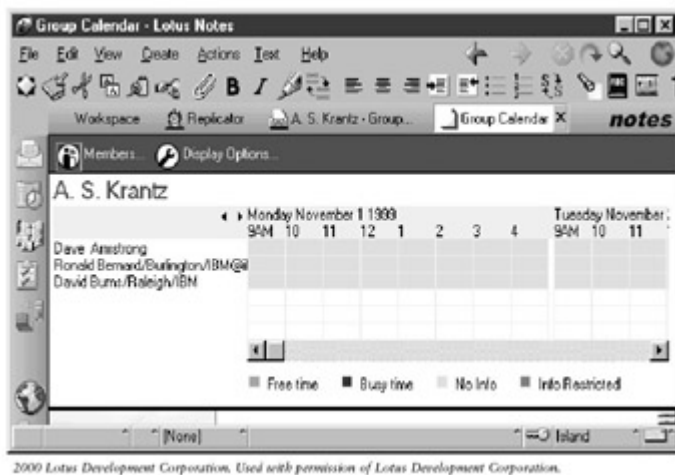 Group Calendar - Lotus Notes
File Edit View Create Actions Text Help
B I
Workspace Replicator A. S. Krantz - Group... Group Calendar notes
Members... Display Options...
A. S. Krantz
Monday November 1 1999 Tuesday November
9AM 10 11 12 1 2 3 4 9AM 10 11
Dave Armstrong
Ronald Bernard/Burlington/IBM@
David Burns/Raleigh/IBM
Free time Busy time No Info Info Restricted
[None] Island
2000 Lotus Development Corporation. Used with permission of Lotus Development Corporation.